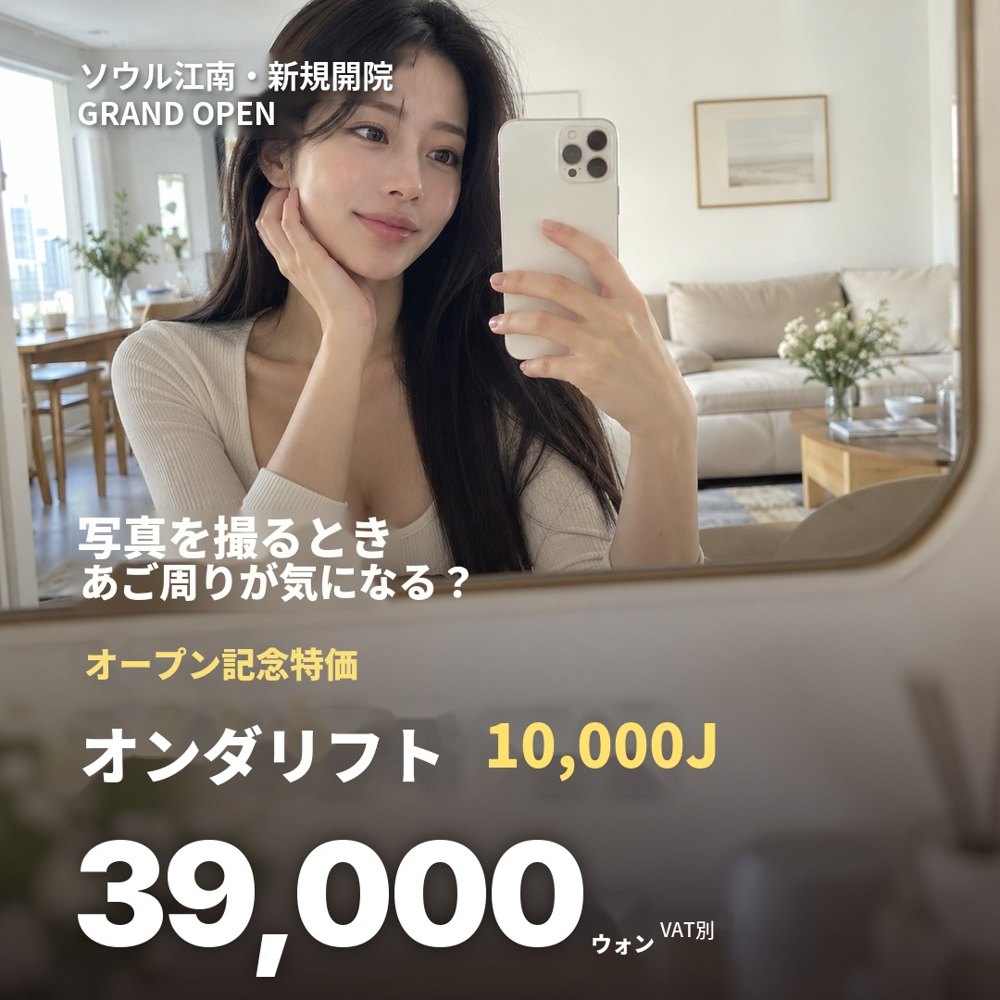 ソウル江南・新規開院
GRAND OPEN
写真を撮るとき
あご周りが気になる？
オープン記念特価
オンダリフト 10,000J
39,000 ウォン VAT別